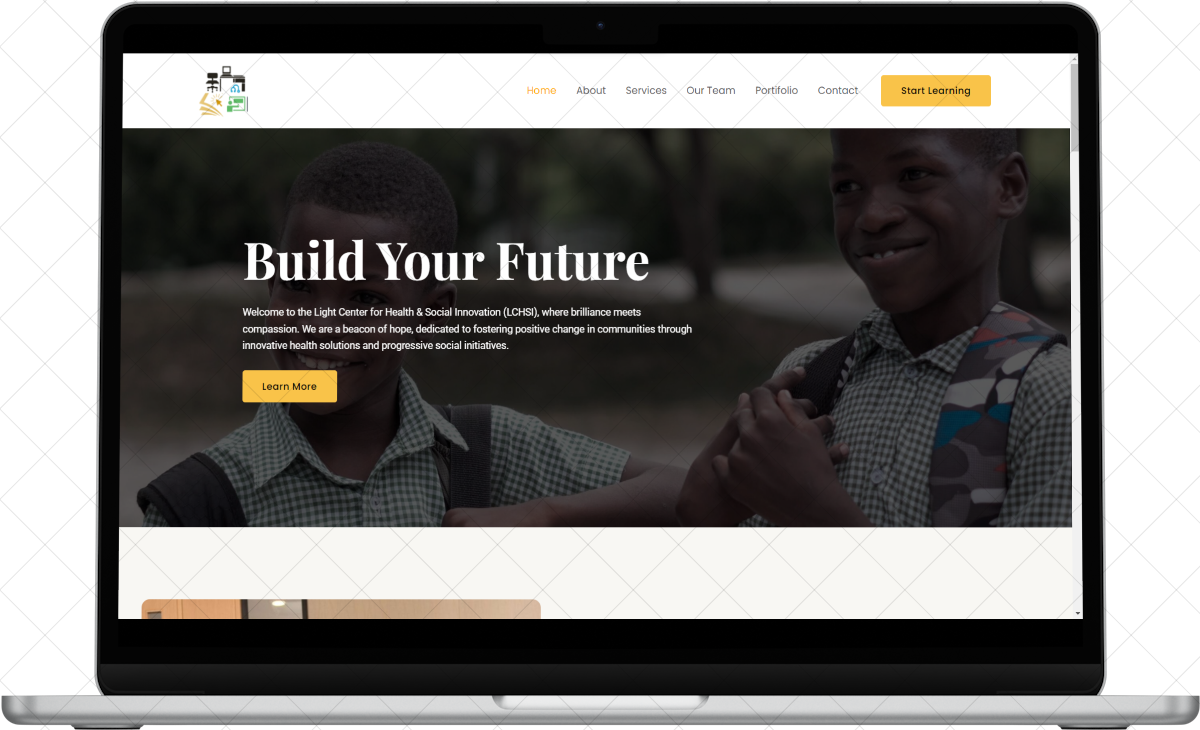 Home About Services Our Team Portifolio Contact Start Learning
Build Your Future
Welcome to the Light Center for Health & Social Innovation (LCHSI), where brilliance meets
compassion. We are a beacon of hope, dedicated to fostering positive change in communities through
innovative health solutions and progressive social initiatives.
Learn More